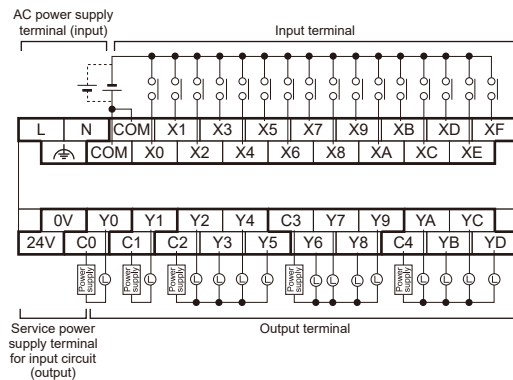 AC power supply
terminal (input)
Input terminal
L N COM X1 X3 X5 X7 X9 XB XD XF
COM X0 X2 X4 X6 X8 XA XC XE
0V Y0 Y1 Y2 Y4 C3 Y7 Y9 YA YC
24V C0 C1 C2 Y3 Y5 Y6 Y8 C4 YB YD
Power supply L Power supply L Power supply L L L L Power supply L L L L Power supply L L L L
Service power
supply terminal
for input circuit
(output)
Output terminal